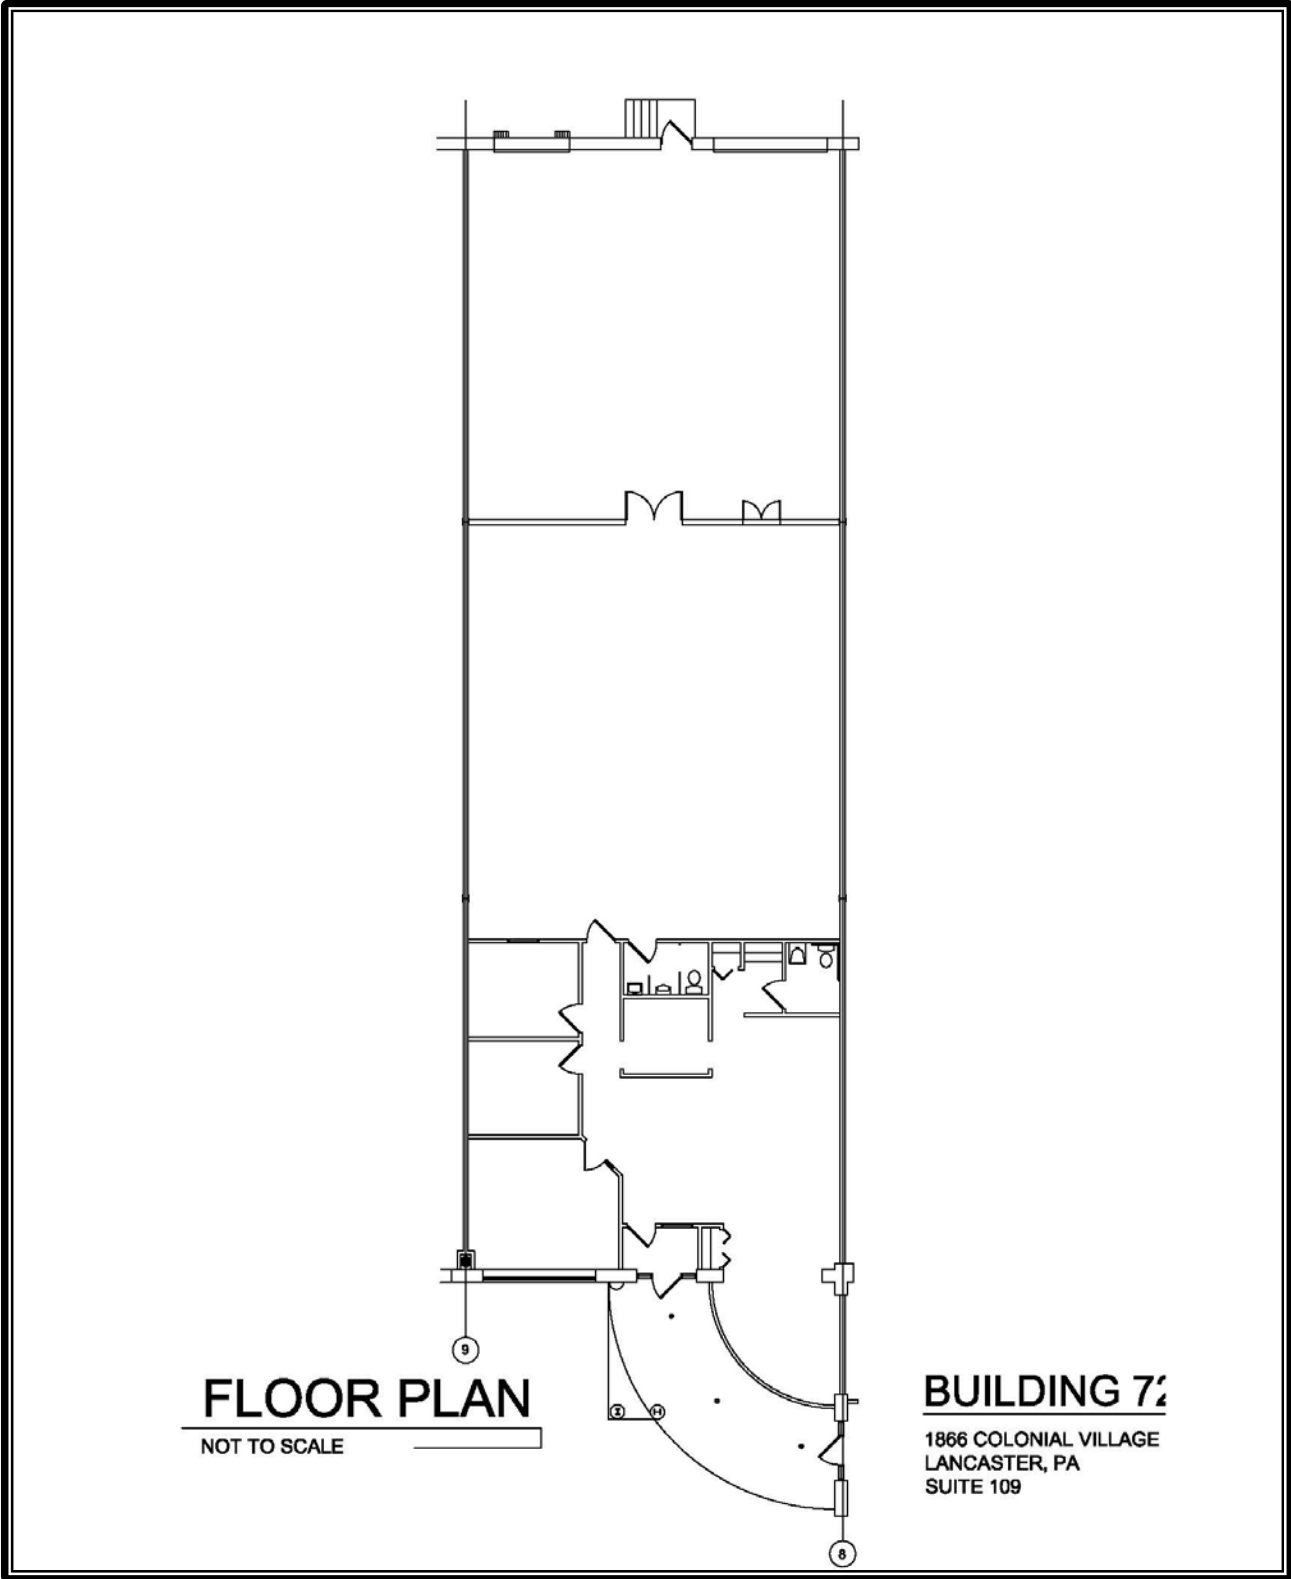 9
FLOOR PLAN
NOT TO SCALE
BUILDING 72
1866 COLONIAL VILLAGE
LANCASTER, PA
SUITE 109
8